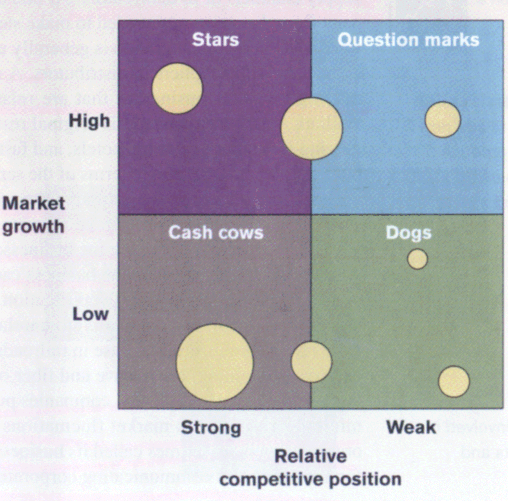 Stars
Question marks
High
Market
growth
Cash cows
Dogs
Low
Strong
Weak
Relative
competitive position